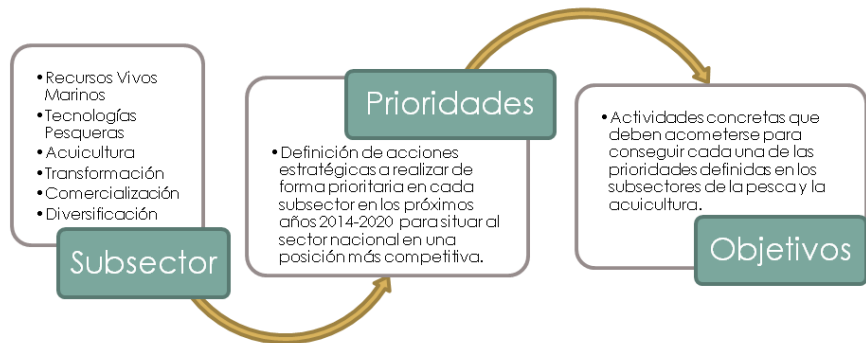 •Recursos Vivos
Marinos
•Tecnologías
Pesqueras
•Acuicultura
•Transformación
•Comercialización
•Diversificación
Subsector
Prioridades
•Definición de acciones
estratégicas a realizar de
forma prioritaria en cada
subsector en los próximos
años 2014-2020 para situar al
sector nacional en una
posición más competitiva.
•Actividades concretas que
deben acometerse para
conseguir cada una de las
prioridades definidas en los
subsectores de la pesca y la
acuicultura.
Objetivos